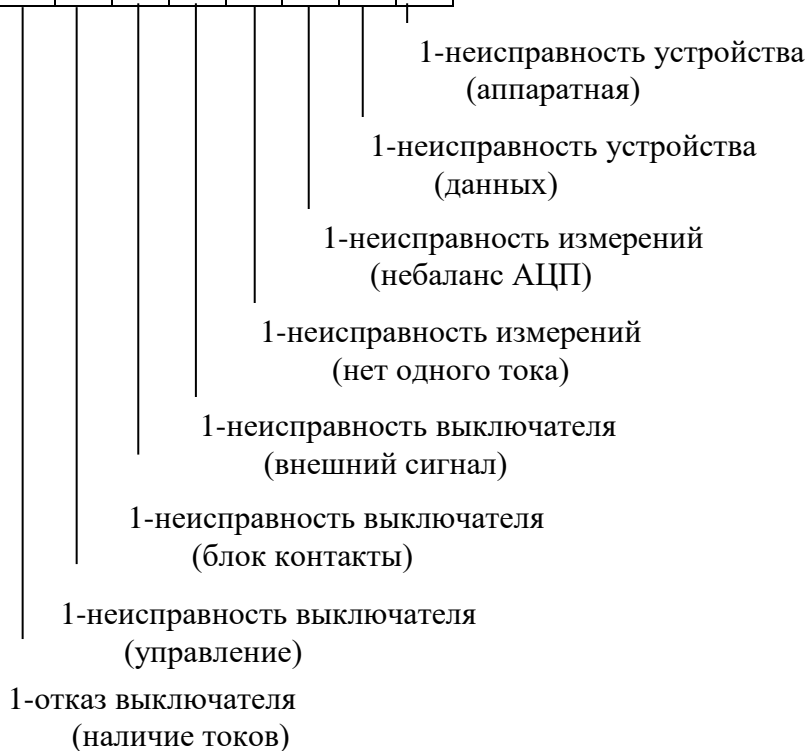 1-неисправность устройства
(аппаратная)
1-неисправность устройства
(данных)
1-неисправность измерений
(небаланс АЦП)
1-неисправность измерений
(нет одного тока)
1-неисправность выключателя
(внешний сигнал)
1-неисправность выключателя
(блок контакты)
1-неисправность выключателя
(управление)
1-отказ выключателя
(наличие токов)